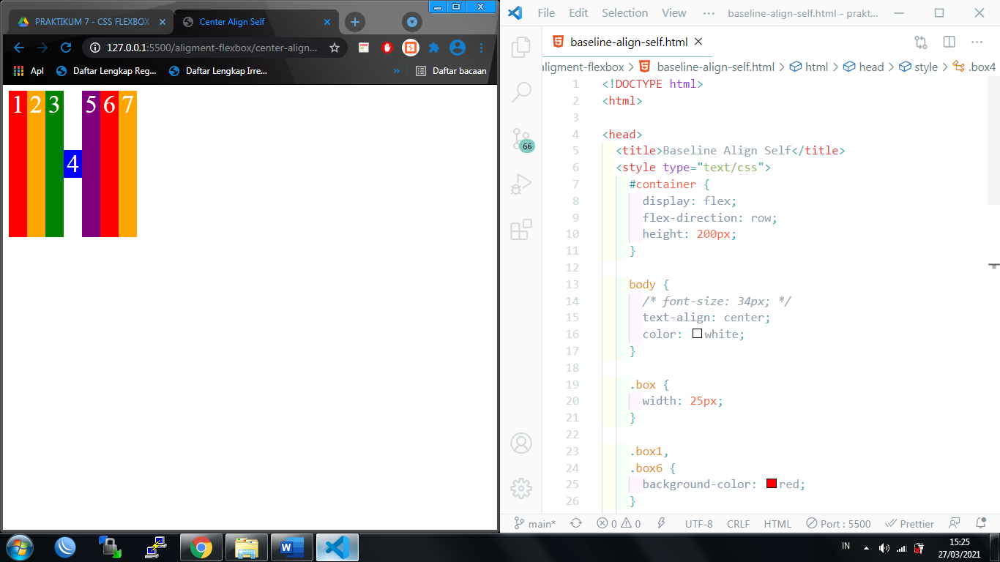 PRAKTIKUM 7 - CSS FLEXBOX
Center Align Self
127.0.0.1:5500/aligment-flexbox/center-align...
Apl
Daftar Lengkap Reg...
Daftar Lengkap Irre...
»
Daftar bacaan
1 2 3 4 5 6 7
File Edit Selection View ··· baseline-align-self.html - prakt...
baseline-align-self.html
aligment-flexbox > baseline-align-self.html > html > head > style > .box4
66
1 <!DOCTYPE html>
2 <html>
3
4 <head>
5 <title>Baseline Align Self</title>
6 <style type="text/css">
7 #container {
8 display: flex;
9 flex-direction: row;
10 height: 200px;
11 }
12
13 body {
14 /* font-size: 34px; */
15 text-align: center;
16 color: white;
17 }
18
19 .box {
20 width: 25px;
21 }
22
23 .box1,
24 .box6 {
25 background-color: red;
26 }
main* 0 0 UTF-8 CRLF HTML Port : 5500 Prettier
IN
15:25
27/03/2021